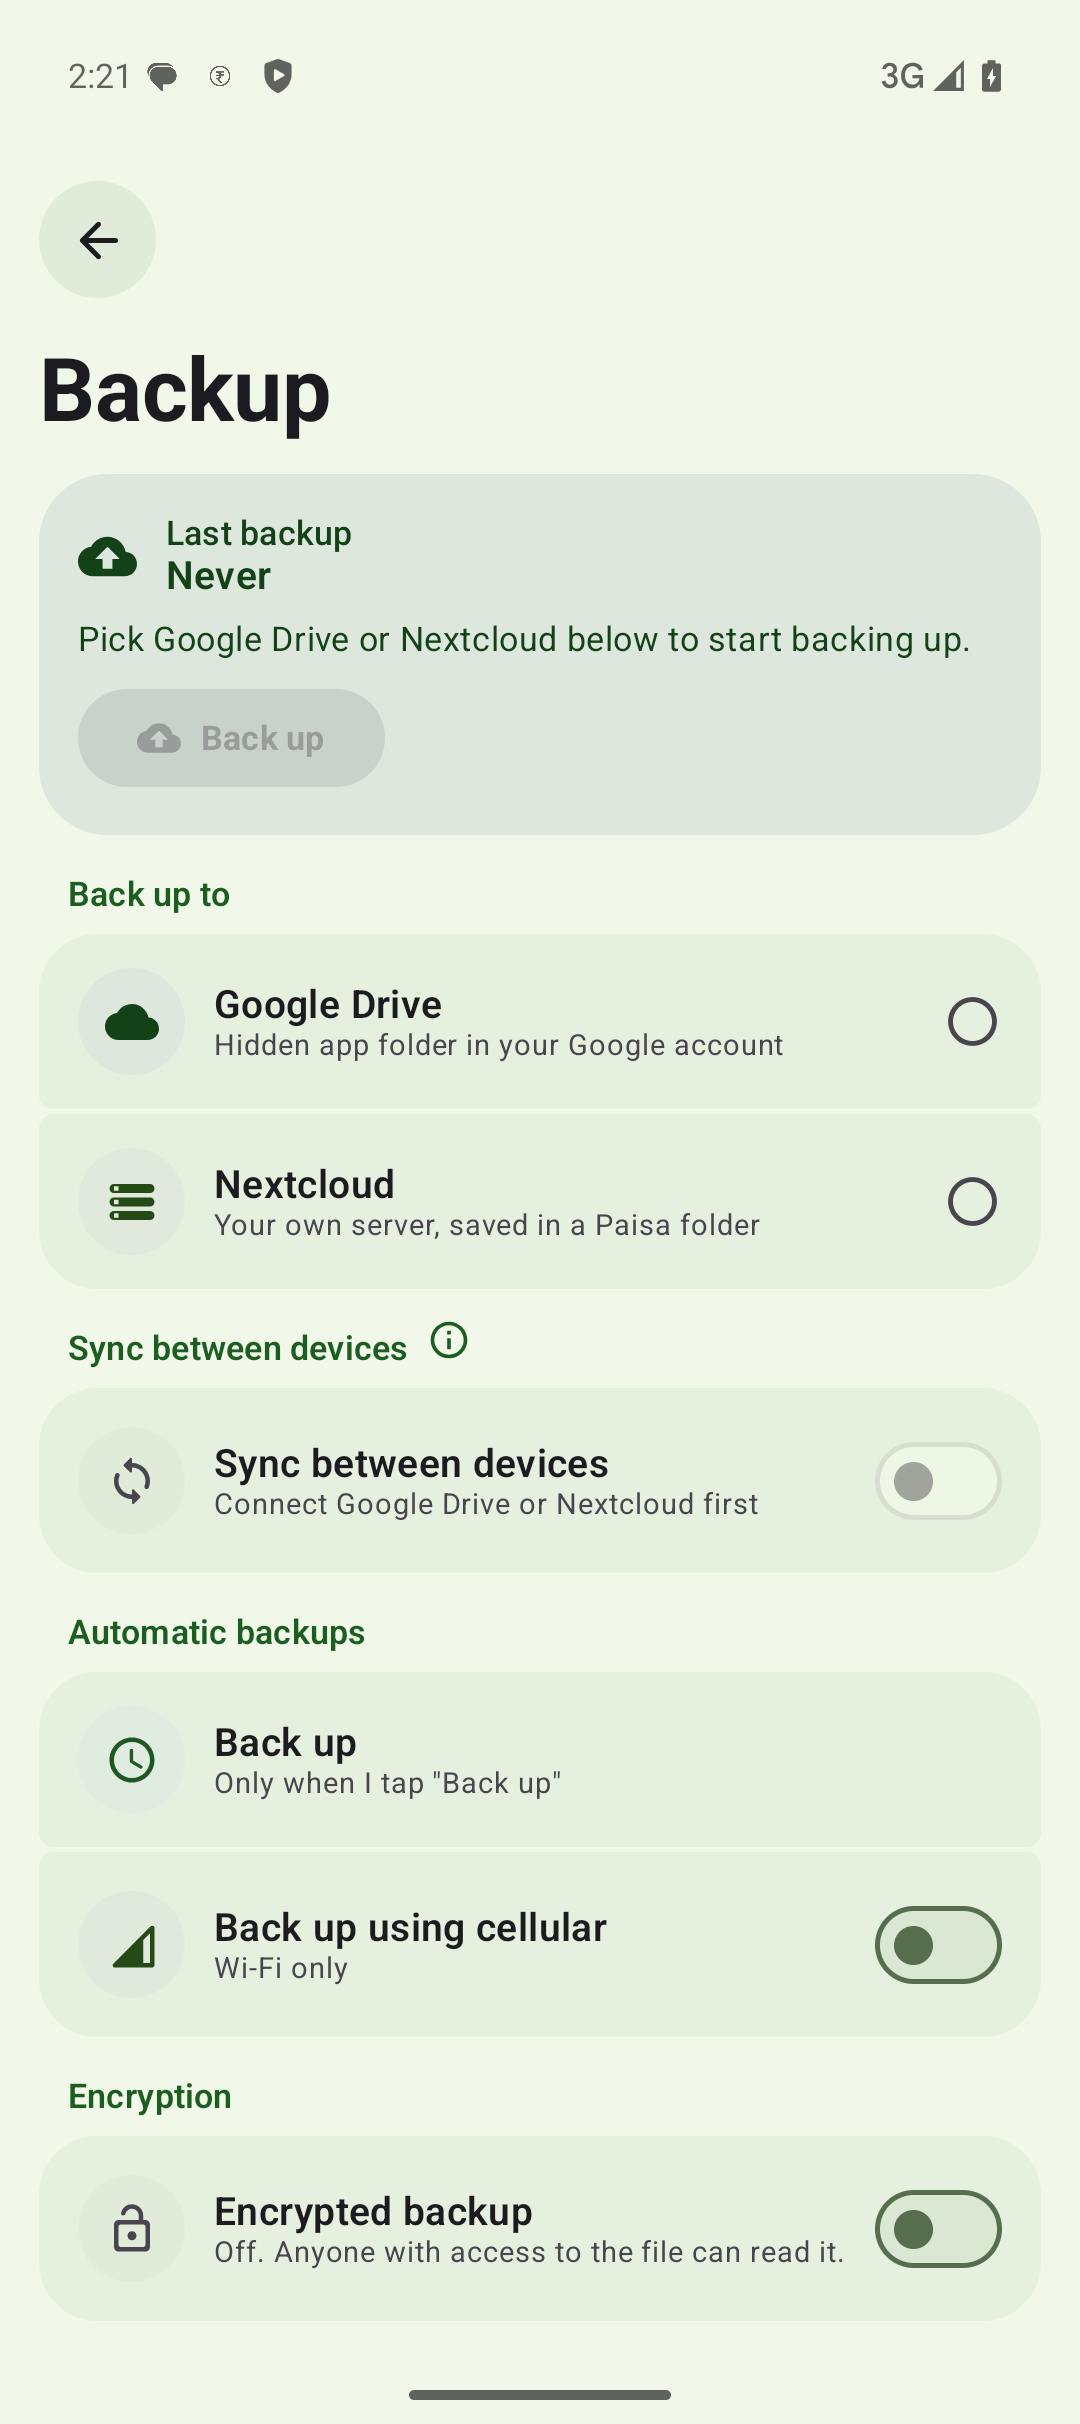 2:21
3G
Backup
Last backup
Never
Pick Google Drive or Nextcloud below to start backing up.
Back up
Back up to
Google Drive
Hidden app folder in your Google account
Nextcloud
Your own server, saved in a Paisa folder
Sync between devices
Sync between devices
Connect Google Drive or Nextcloud first
Automatic backups
Back up
Only when I tap "Back up"
Back up using cellular
Wi-Fi only
Encryption
Encrypted backup
Off. Anyone with access to the file can read it.